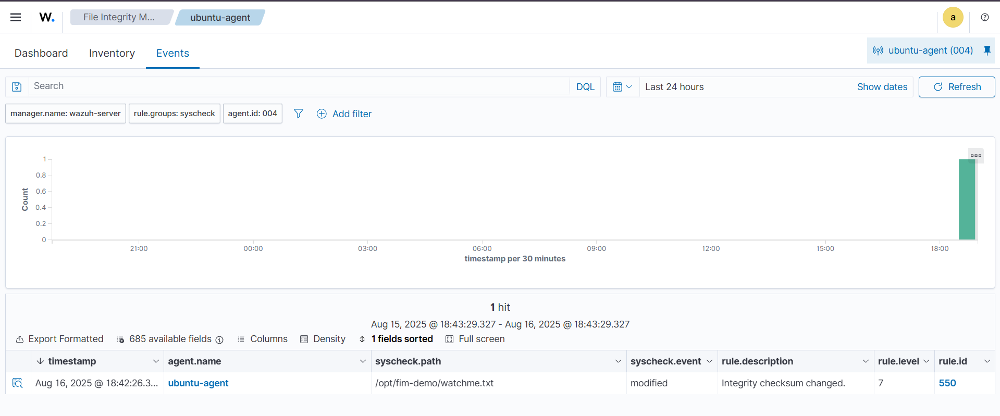 W.
File Integrity M...
ubuntu-agent
a
Dashboard
Inventory
Events
ubuntu-agent (004)
Search
DQL
Last 24 hours
Show dates
Refresh
manager.name: wazuh-server
rule.groups: syscheck
agent.id: 004
Add filter
1
0.8
0.6
0.4
0.2
0
Count
21:00
00:00
03:00
06:00
09:00
12:00
15:00
18:00
timestamp per 30 minutes
1 hit
Aug 15, 2025 @ 18:43:29.327 - Aug 16, 2025 @ 18:43:29.327
Export Formatted
685 available fields
Columns
Density
1 fields sorted
Full screen
timestamp
agent.name
syscheck.path
syscheck.event
rule.description
rule.level
rule.id
Aug 16, 2025 @ 18:42:26.3...
ubuntu-agent
/opt/fim-demo/watchme.txt
modified
Integrity checksum changed.
7
550